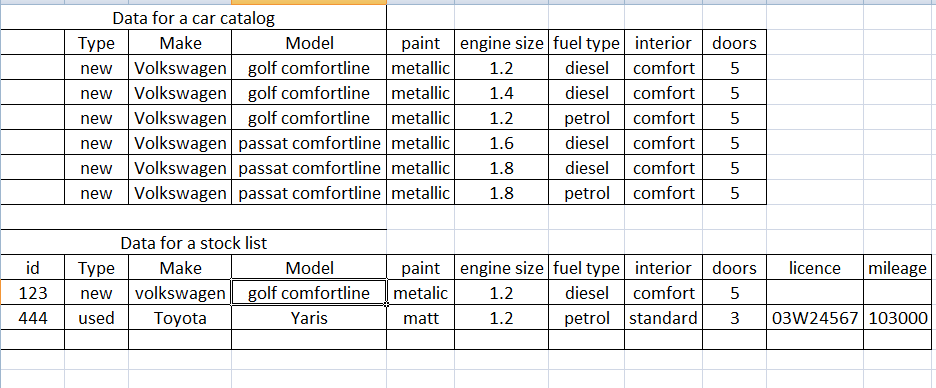 Data for a car catalog
Type Make Model paint engine size fuel type interior doors
new Volkswagen golf comfortline metallic 1.2 diesel comfort 5
new Volkswagen golf comfortline metallic 1.4 diesel comfort 5
new Volkswagen golf comfortline metallic 1.2 petrol comfort 5
new Volkswagen passat comfortline metallic 1.6 diesel comfort 5
new Volkswagen passat comfortline metallic 1.8 diesel comfort 5
new Volkswagen passat comfortline metallic 1.8 petrol comfort 5
Data for a stock list
id Type Make Model paint engine size fuel type interior doors licence mileage
123 new volkswagen golf comfortline metalic 1.2 diesel comfort 5
444 used Toyota Yaris matt 1.2 petrol standard 3 03W24567 103000